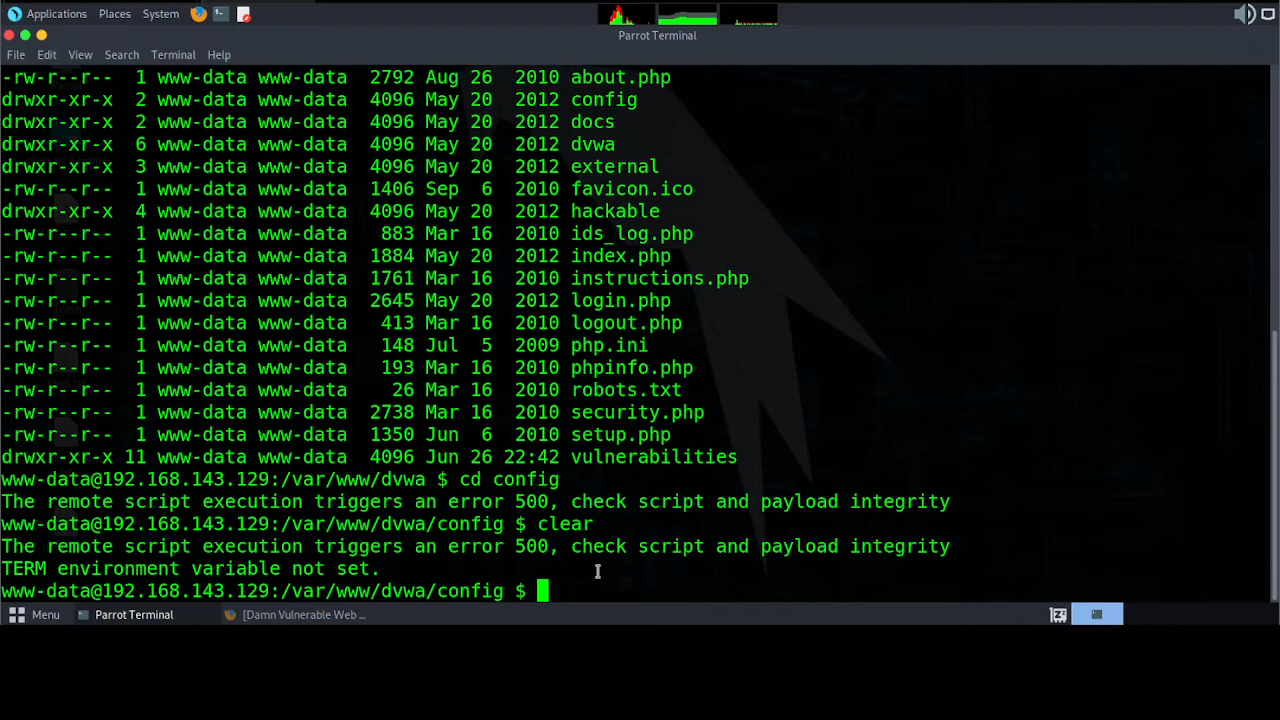 Applications Places System
Parrot Terminal
File Edit View Search Terminal Help
-rw-r--r-- 1 www-data www-data 2792 Aug 26 2010 about.php
drwxr-xr-x 2 www-data www-data 4096 May 20 2012 config
drwxr-xr-x 2 www-data www-data 4096 May 20 2012 docs
drwxr-xr-x 6 www-data www-data 4096 May 20 2012 dvwa
drwxr-xr-x 3 www-data www-data 4096 May 20 2012 external
-rw-r--r-- 1 www-data www-data 1406 Sep 6 2010 favicon.ico
drwxr-xr-x 4 www-data www-data 4096 May 20 2012 hackable
-rw-r--r-- 1 www-data www-data 883 Mar 16 2010 ids_log.php
-rw-r--r-- 1 www-data www-data 1884 May 20 2012 index.php
-rw-r--r-- 1 www-data www-data 1761 Mar 16 2010 instructions.php
-rw-r--r-- 1 www-data www-data 2645 May 20 2012 login.php
-rw-r--r-- 1 www-data www-data 413 Mar 16 2010 logout.php
-rw-r--r-- 1 www-data www-data 148 Jul 5 2009 php.ini
-rw-r--r-- 1 www-data www-data 193 Mar 16 2010 phpinfo.php
-rw-r--r-- 1 www-data www-data 26 Mar 16 2010 robots.txt
-rw-r--r-- 1 www-data www-data 2738 Mar 16 2010 security.php
-rw-r--r-- 1 www-data www-data 1350 Jun 6 2010 setup.php
drwxr-xr-x 11 www-data www-data 4096 Jun 26 22:42 vulnerabilities
www-data@192.168.143.129:/var/www/dvwa $ cd config
The remote script execution triggers an error 500, check script and payload integrity
www-data@192.168.143.129:/var/www/dvwa/config $ clear
The remote script execution triggers an error 500, check script and payload integrity
TERM environment variable not set.
www-data@192.168.143.129:/var/www/dvwa/config $
Menu Parrot Terminal [Damn Vulnerable Web ...